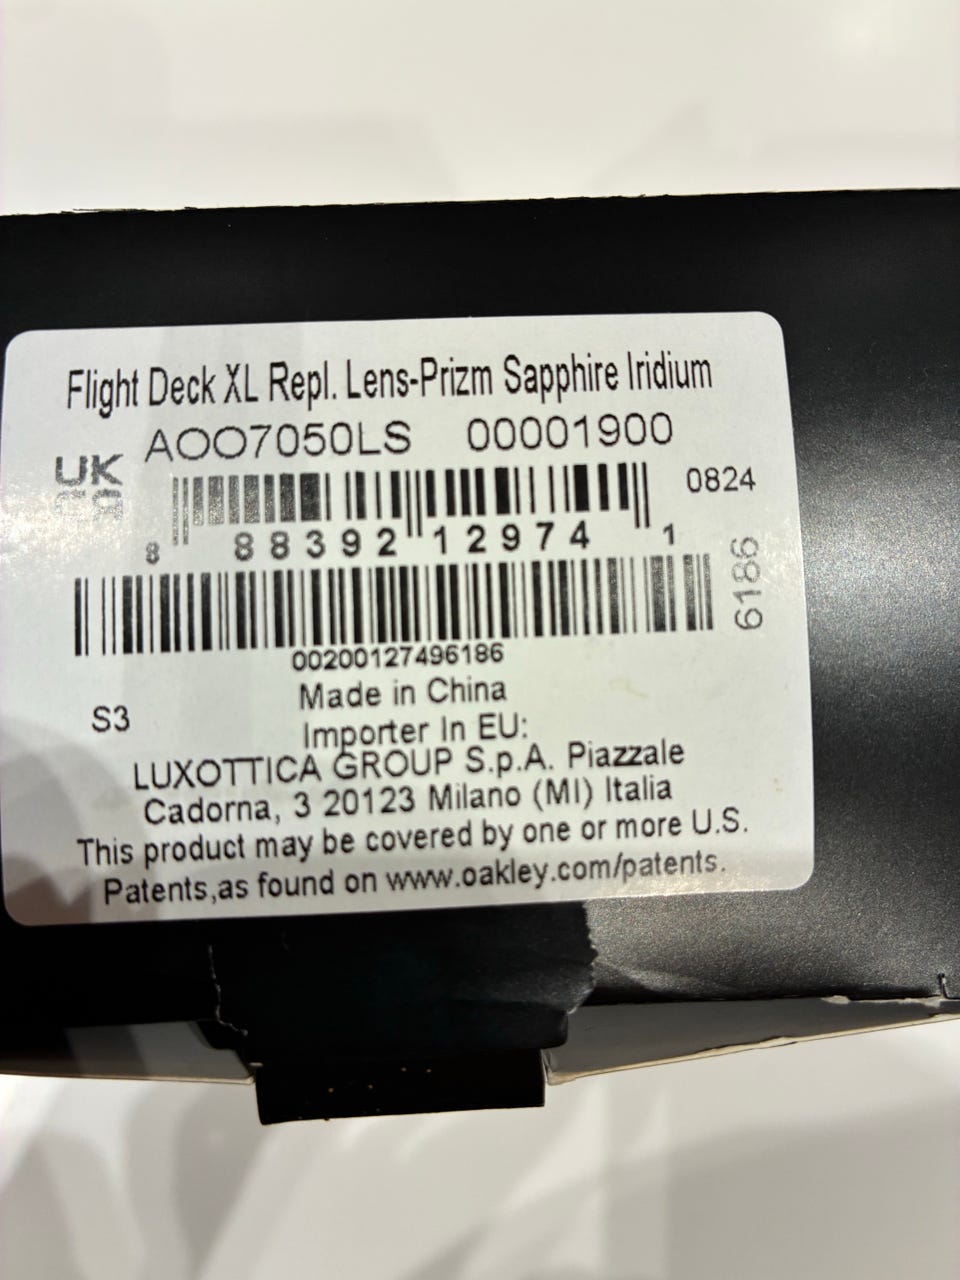 Flight Deck XL Repl. Lens-Prizm Sapphire Iridium
AOO7050LS 00001900
UK
CA
0824
8 88392 12974 1
6186
00200127496186
Made in China
S3
Importer In EU:
LUXOTTICA GROUP S.p.A. Piazzale
Cadorna, 3 20123 Milano (MI) Italia
This product may be covered by one or more U.S.
Patents,as found on www.oakley.com/patents.